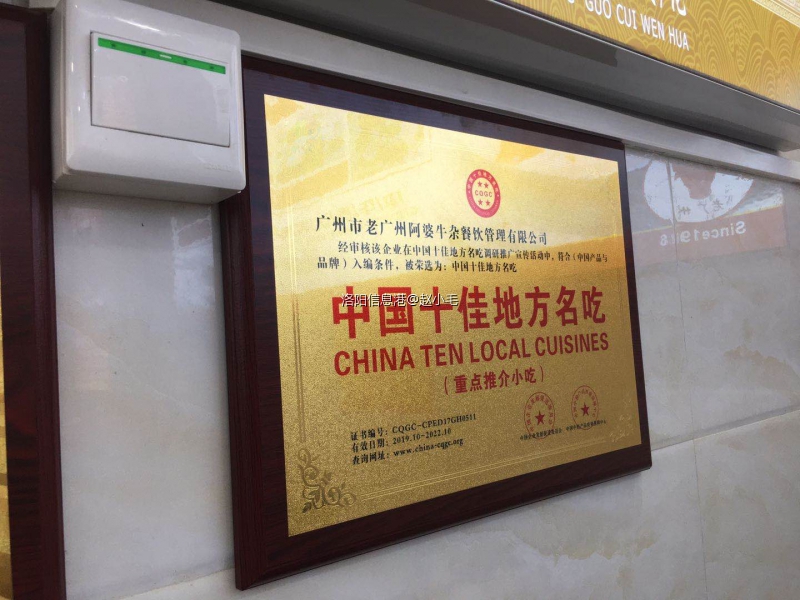 GUO CUI WEN HUA
CQGC
Since19
广州市老广州阿婆牛杂餐饮管理有限公司
经审核该企业在中国十佳地方名吃调研推广宣传活动中，符合《中国产品与
品牌》入编条件，被荣选为：中国十佳地方名吃
洛阳信息港@赵小毛
中国十佳地方名吃
CHINA TEN LOCAL CUISINES
（重点推介小吃）
证书编号：CQGC-CPED17GH0511
有效日期：2019.10-2022.10
查询网址：www.china-cqgc.org